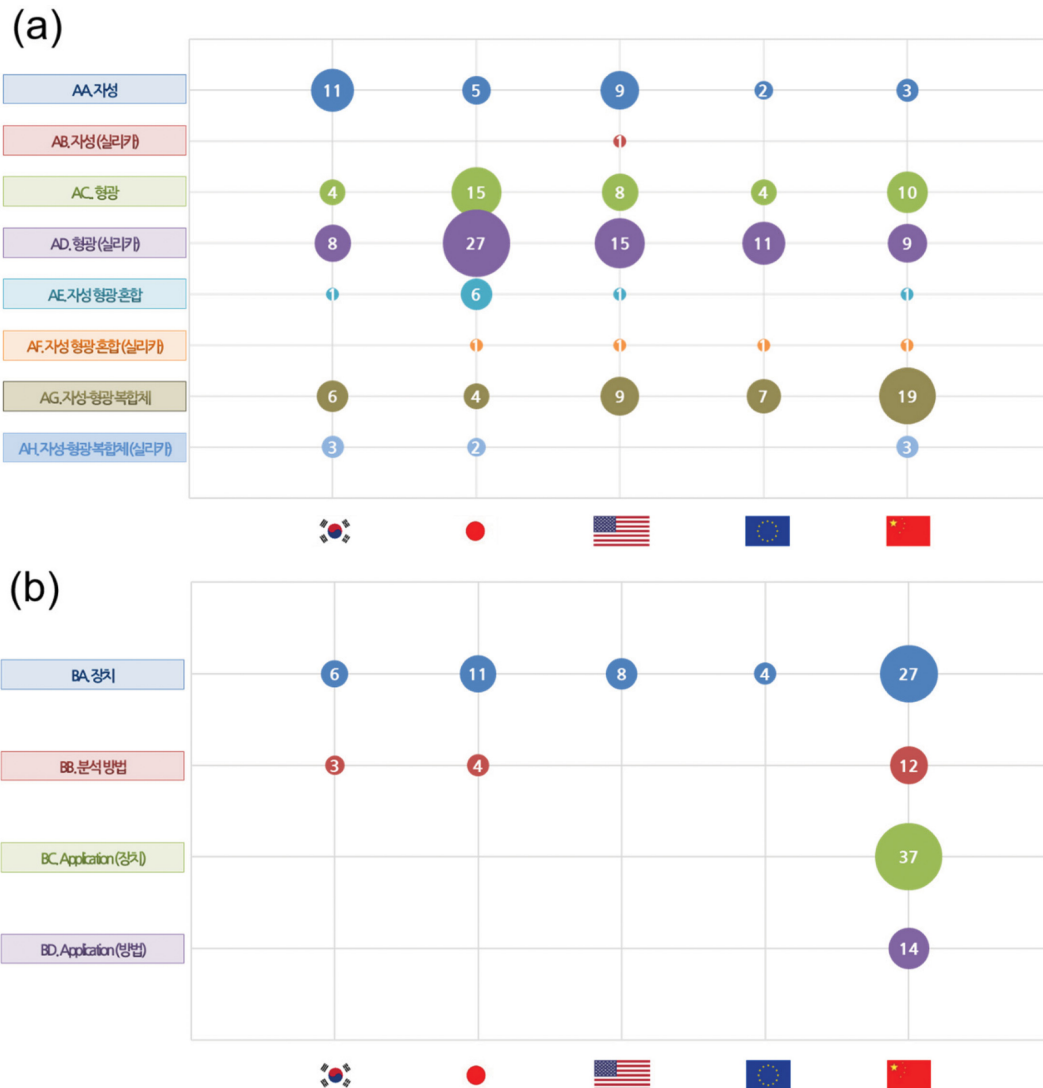 (a)
AA.자성 11 5 9 2 3
AB.자성(실리카) 1
AC.형광 4 15 8 4 10
AD.형광(실리카) 8 27 15 11 9
AE.자성형광 혼합 1 6 1 1
AF.자성 형광 혼합(실리카) 1 1 1 1
AG.자성-형광 복합체 6 4 9 7 19
AH.자성-형광 복합체(실리카) 3 2 3
(b)
BA.장치 6 11 8 4 27
BB.분석 방법 3 4 12
BC.Application (장치) 37
BD.Application (방법) 14